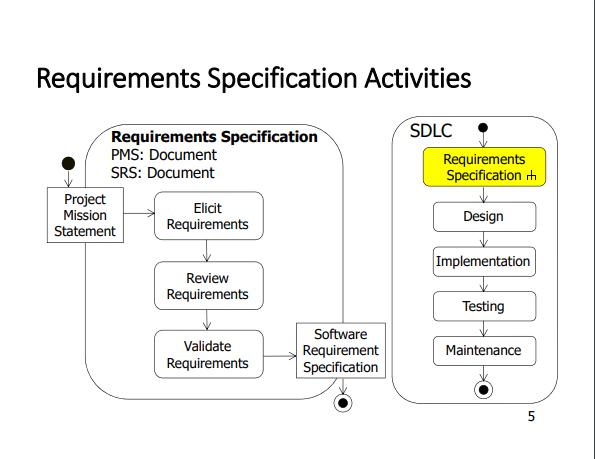 Requirements Specification Activities
Requirements Specification
PMS: Document
SRS: Document
Project
Mission
Statement
Elicit
Requirements
Review
Requirements
Validate
Requirements
Software
Requirement
Specification
SDLC
Requirements
Specification
Design
Implementation
Testing
Maintenance
5